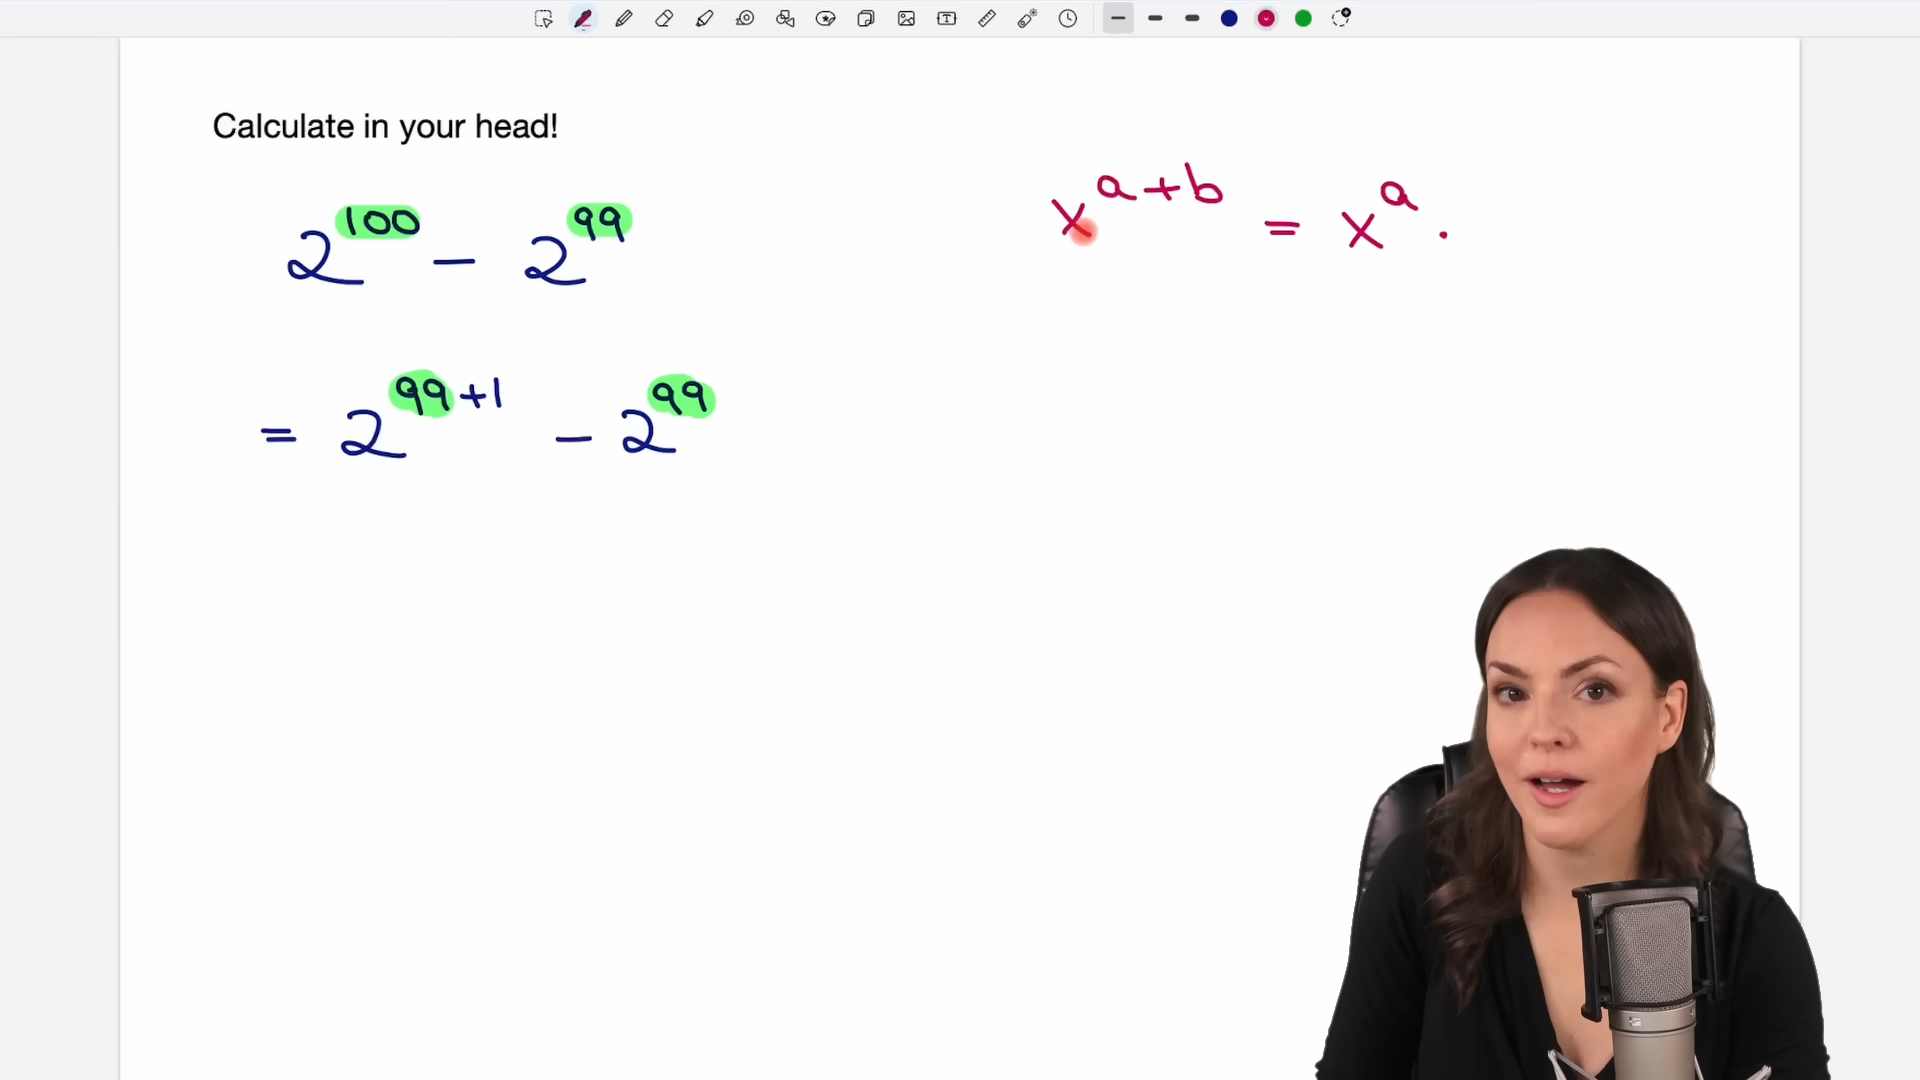 Calculate in your head!
2^100 - 2^99
x^a+b = x^a ·
= 2^99+1 - 2^99